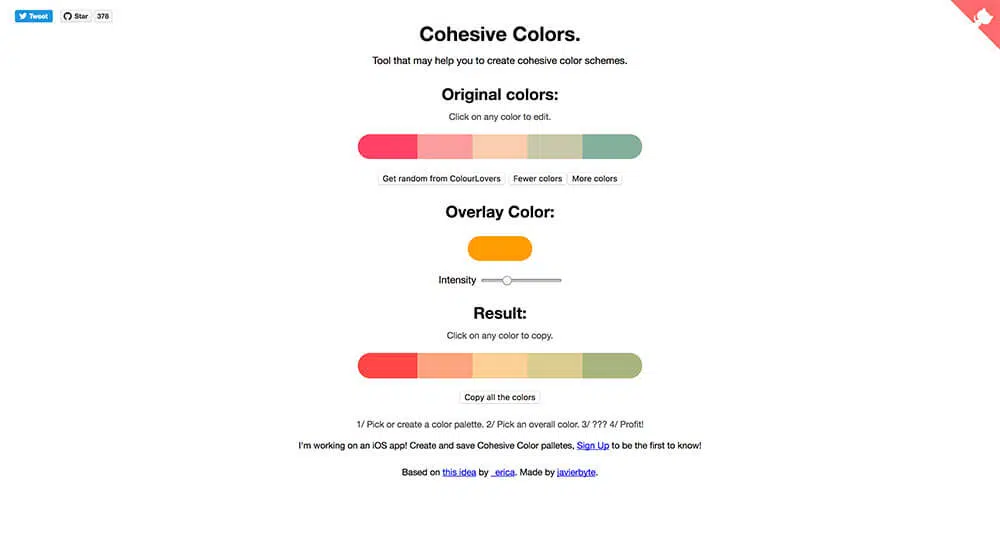 Tweet Star 378
Cohesive Colors.
Tool that may help you to create cohesive color schemes.
Original colors:
Click on any color to edit.
Get random from ColourLovers Fewer colors More colors
Overlay Color:
Intensity
Result:
Click on any color to copy.
Copy all the colors
1/ Pick or create a color palette. 2/ Pick an overall color. 3/ ??? 4/ Profit!
I'm working on an iOS app! Create and save Cohesive Color palletes, Sign Up to be the first to know!
Based on this idea by _erica. Made by javierbyte.